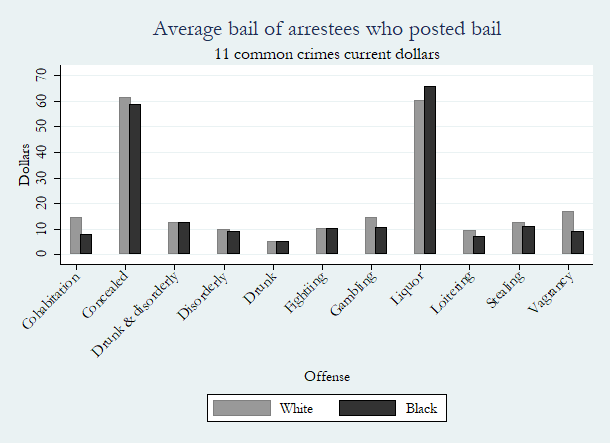 Average bail of arrestees who posted bail
11 common crimes current dollars
Dollars
70
60
50
40
30
20
10
0
Cohabitation
Concealed
Drunk & disorderly
Disorderly
Drunk
Fightiing
Gambling
Liquor
Loitering
Stealing
Vagrancy
Offense
White
Black